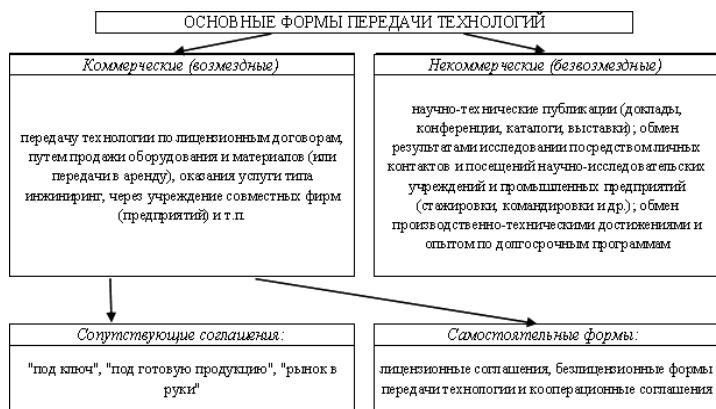 ОСНОВНЫЕ ФОРМЫ ПЕРЕДАЧИ ТЕХНОЛОГИЙ
Коммерческие (возмездные)
передачу технологии по лицензионным договорам,
путем продажи оборудования и материалов (или
передачи в аренду), оказания услуги типа
инжиниринг, через учреждение совместных фирм
(предприятий) и т.п.
Некоммерческие (безвозмездные)
научно-технические публикации (доклады,
конференции, каталоги, выставки); обмен
результатами исследовании посредством личных
контактов и посещений научно-исследовательских
учреждений и промышленных предприятий
(стажировки, командировки и др.); обмен
производственно-техническими достижениями и
опытом по долгосрочным программам
Сопутствующие соглашения:
"под ключ", "под готовую продукцию", "рынок в
руки"
Самостоятельные формы:
лицензионные соглашения, безлицензионные формы
передачи технологии и кооперационные соглашения